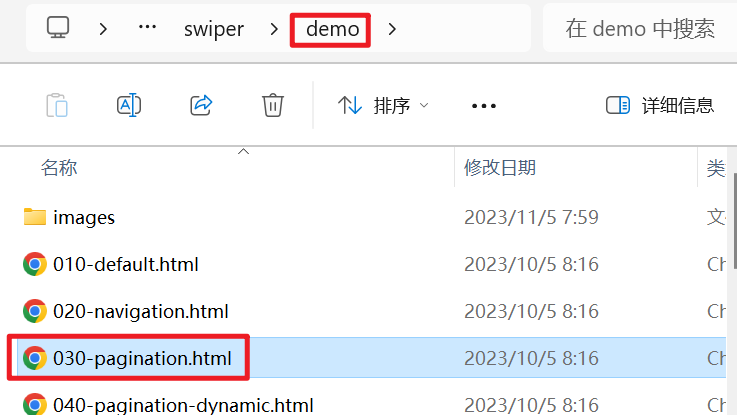 swiper demo 在 demo 中搜索
排序 详细信息
名称 修改日期 类
images 2023/11/5 7:59 文
010-default.html 2023/10/5 8:16 Ch
020-navigation.html 2023/10/5 8:16 Ch
030-pagination.html 2023/10/5 8:16 Ch
040-pagination-dynamic.html 2023/10/5 8:16 Ch